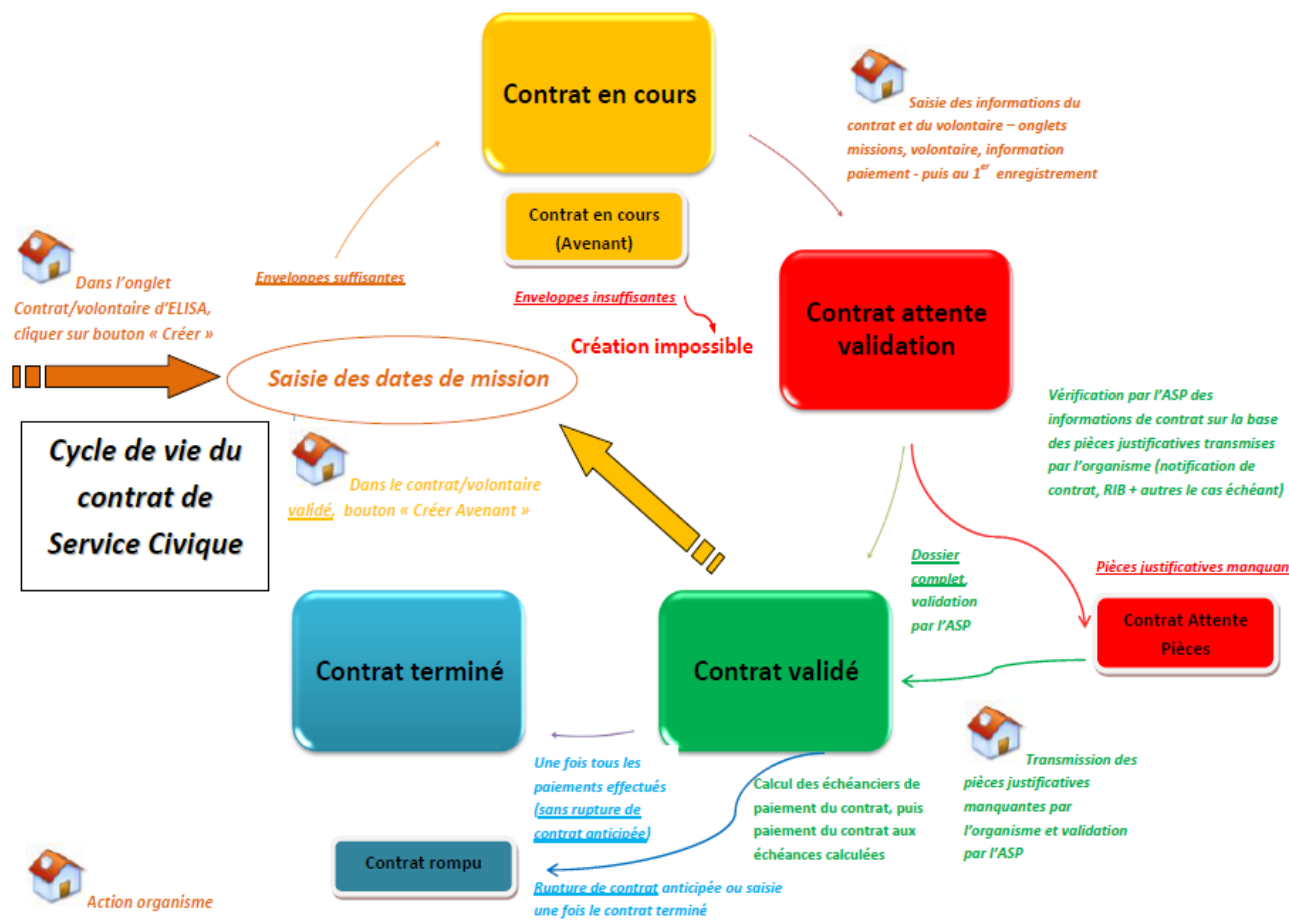 Contrat en cours
Saisie des informations du
contrat et du volontaire – onglets
missions, volontaire, information
paiement - puis au 1er enregistrement
Contrat en cours
(Avenant)
Dans l'onglet
Contrat/volontaire d'ELISA,
cliquer sur bouton « Créer »
Enveloppes suffisantes
Enveloppes insuffisantes
Création impossible
Contrat attente
validation
Saisie des dates de mission
Vérification par l'ASP des
informations de contrat sur la base
des pièces justificatives transmises
par l'organisme (notification de
contrat, RIB + autres le cas échéant)
Cycle de vie du
contrat de
Service Civique
Dans le contrat/volontaire
validé, bouton « Créer Avenant »
Dossier
complet,
validation
par l'ASP
Pièces justificatives manquan
Contrat Attente
Pièces
Contrat terminé
Contrat validé
Transmission des
pièces justificatives
manquantes par
l'organisme et validation
par l'ASP
Une fois tous les
paiements effectués
(sans rupture de
contrat anticipée)
Calcul des échéanciers de
paiement du contrat, puis
paiement du contrat aux
échéances calculées
Contrat rompu
Rupture de contrat anticipée ou saisie
une fois le contrat terminé
Action organisme